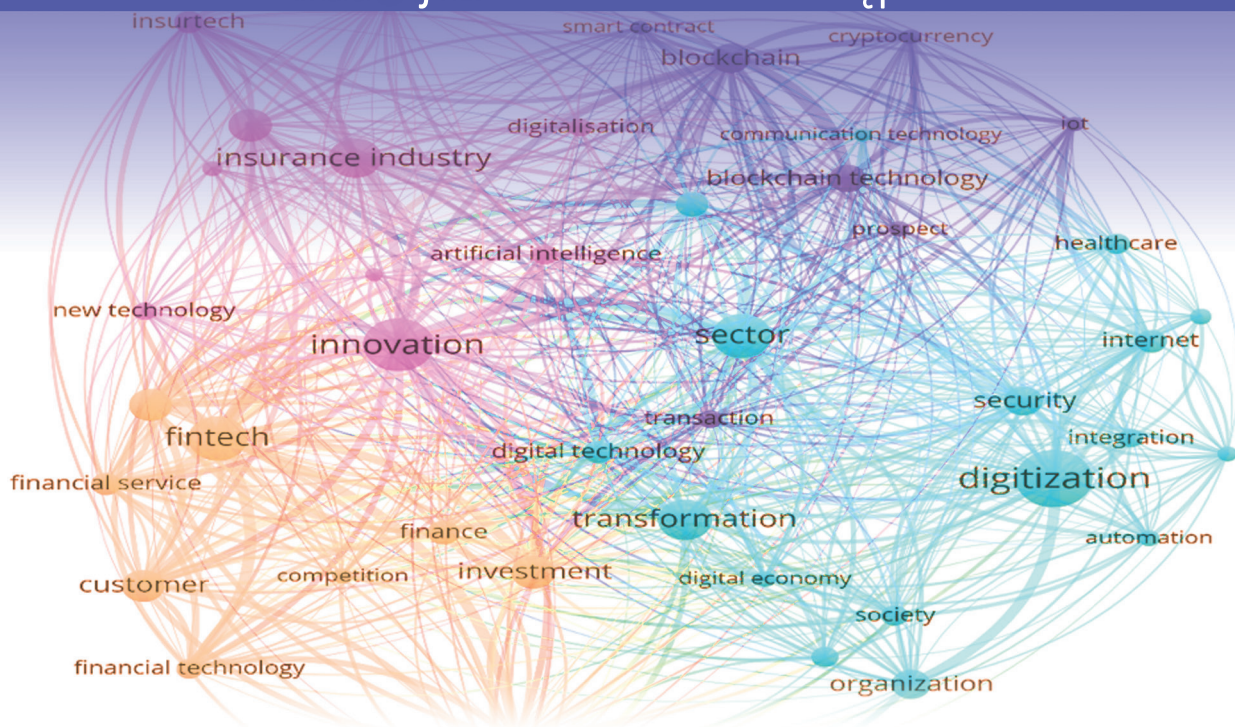 insurtech
smart contract
cryptocurrency
blockchain
digitalisation
communication technology
iot
insurance industry
blockchain technology
prospect
healthcare
artificial intelligence
new technology
innovation
sector
internet
security
transaction
fintech
digital technology
integration
financial service
digitization
transformation
finance
automation
competition
investment
digital economy
customer
society
financial technology
organization